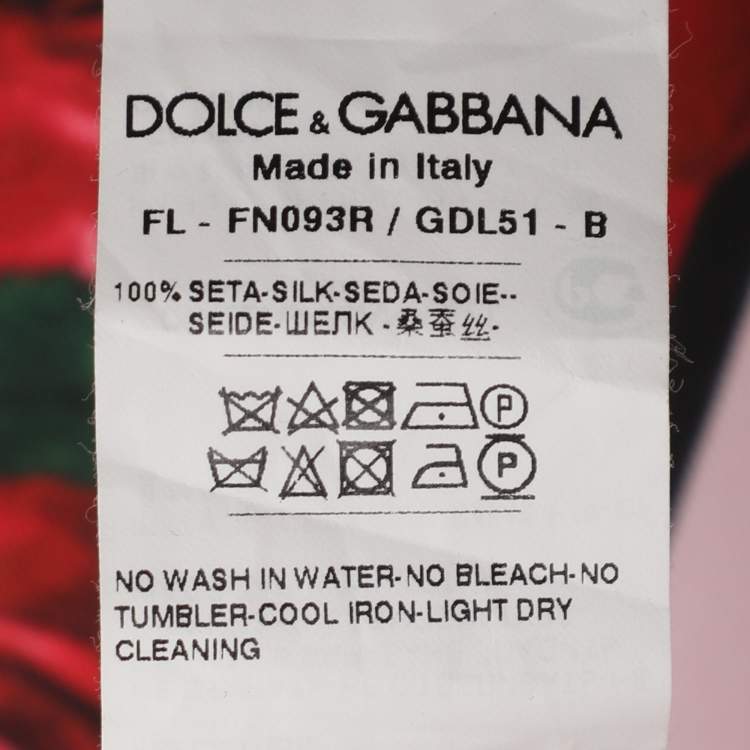 DOLCE & GABBANA
Made in Italy
FL - FN093R / GDL51 - B
100% SETA-SILK-SEDA-SOIE--
SEIDE-ШЕЛК - 桑蚕丝-
P
P
NO WASH IN WATER-NO BLEACH-NO
TUMBLER-COOL IRON-LIGHT DRY
CLEANING